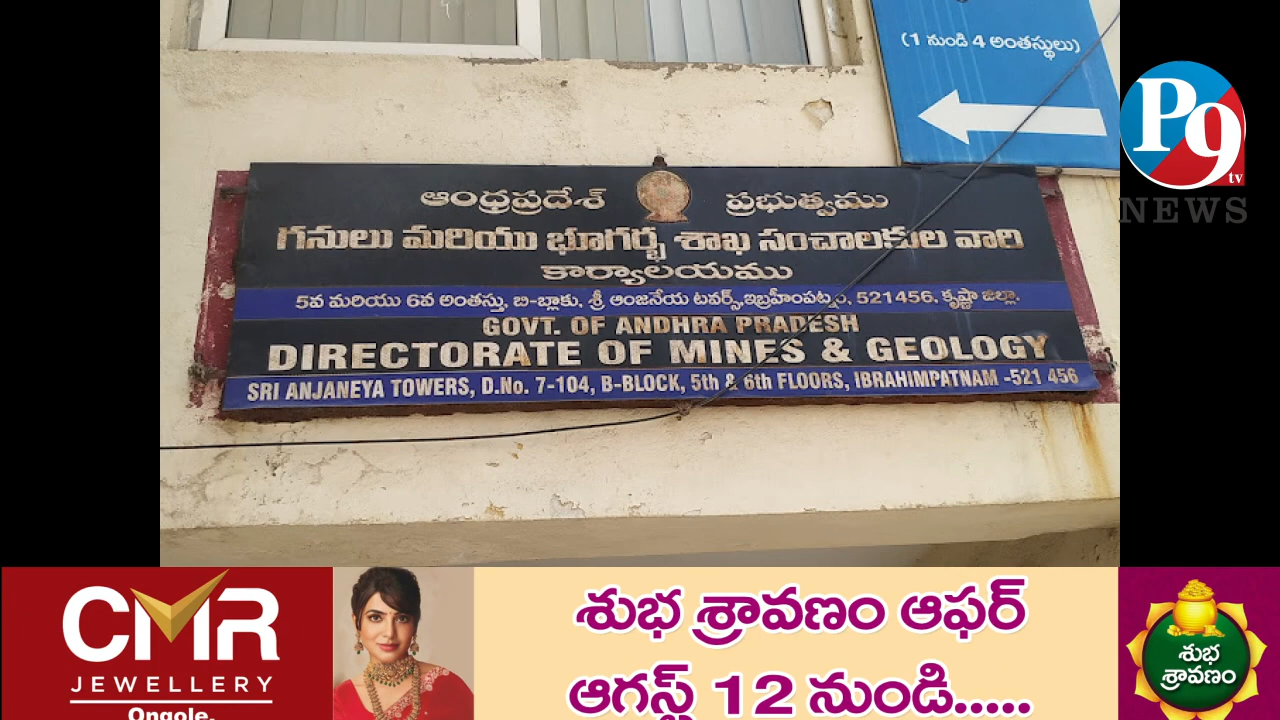 (1 నుండి 4 అంతస్థులు)
P9
tv
NEWS
ఆంధ్రప్రదేశ్ ప్రభుత్వము
గనులు మరియు భూగర్భ శాఖ సంచాలకుల వారి
కార్యాలయము
5వ మరియు 6వ అంతస్తు, బి-బ్లాకు, శ్రీ ఆంజనేయ టవర్స్,ఇబ్రహీంపట్నం, 521456, కృష్ణా జిల్లా.
GOVT. OF ANDHRA PRADESH
DIRECTORATE OF MINES & GEOLOGY
SRI ANJANEYA TOWERS, D.No. 7-104, B-BLOCK, 5th & 6th FLOORS, IBRAHIMPATNAM -521 456
CMR
JEWELLERY
Ongole.
శుభ శ్రావణం ఆఫర్
ఆగస్ట్ 12 నుండి.....
శుభ
శ్రావణం